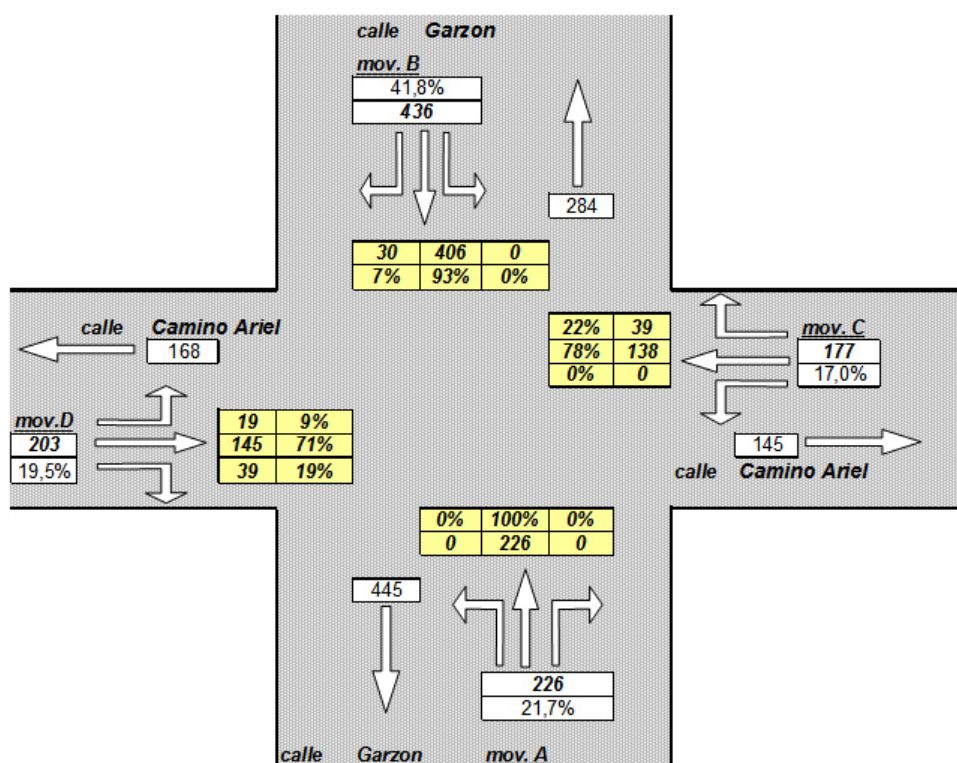 calle Garzon
mov. B
41,8%
436
284
30 406 0
7% 93% 0%
calle Camino Ariel
168
22% 39
78% 138
0% 0
mov. C
177
17,0%
mov.D
203
19,5%
19 9%
145 71%
39 19%
145
calle Camino Ariel
0% 100% 0%
0 226 0
445
226
21,7%
calle Garzon mov. A